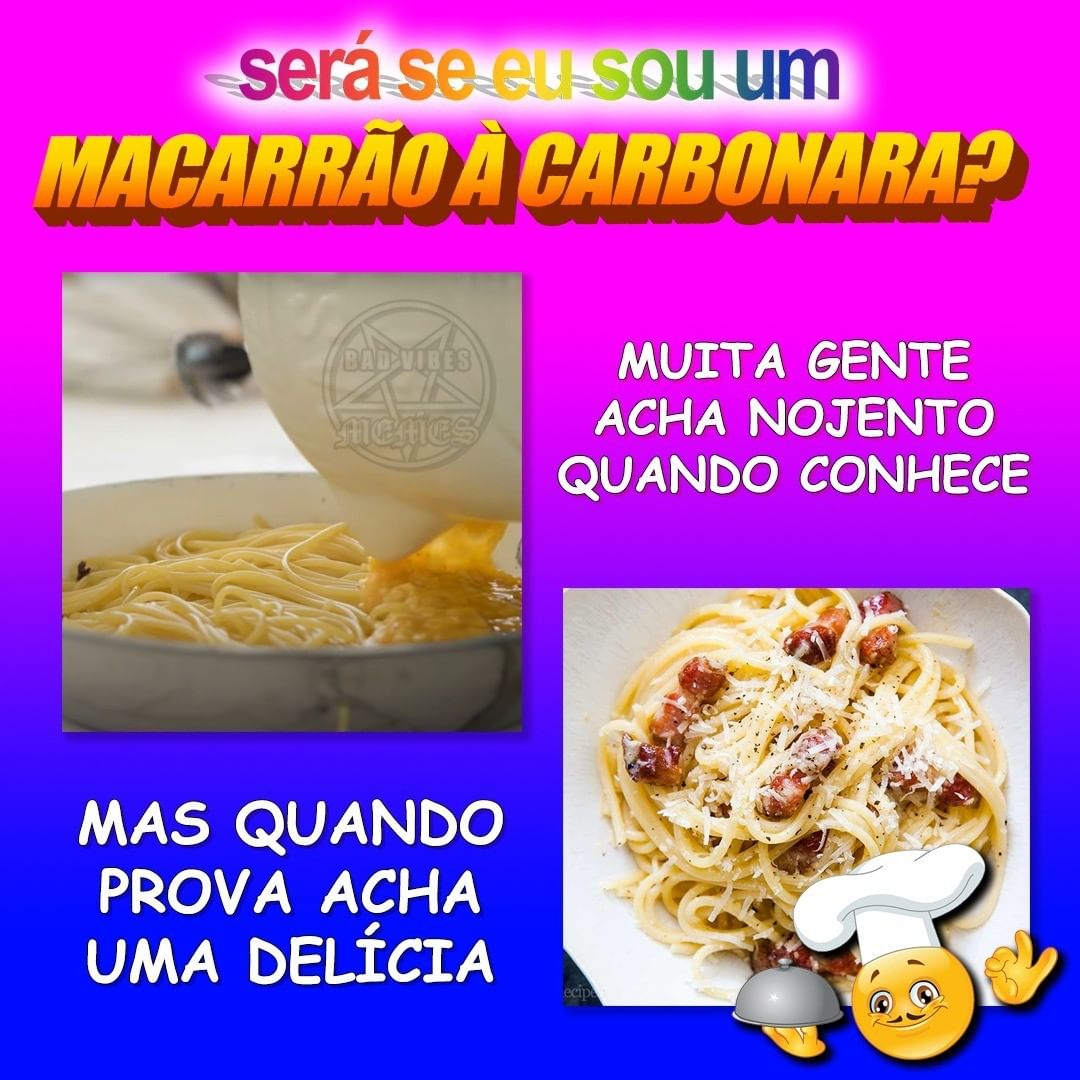 será se eu sou um
MACARRÃO À CARBONARA?
BAD VIBES
MEMES
MUITA GENTE
ACHA NOJENTO
QUANDO CONHECE
MAS QUANDO
PROVA ACHA
UMA DELÍCIA